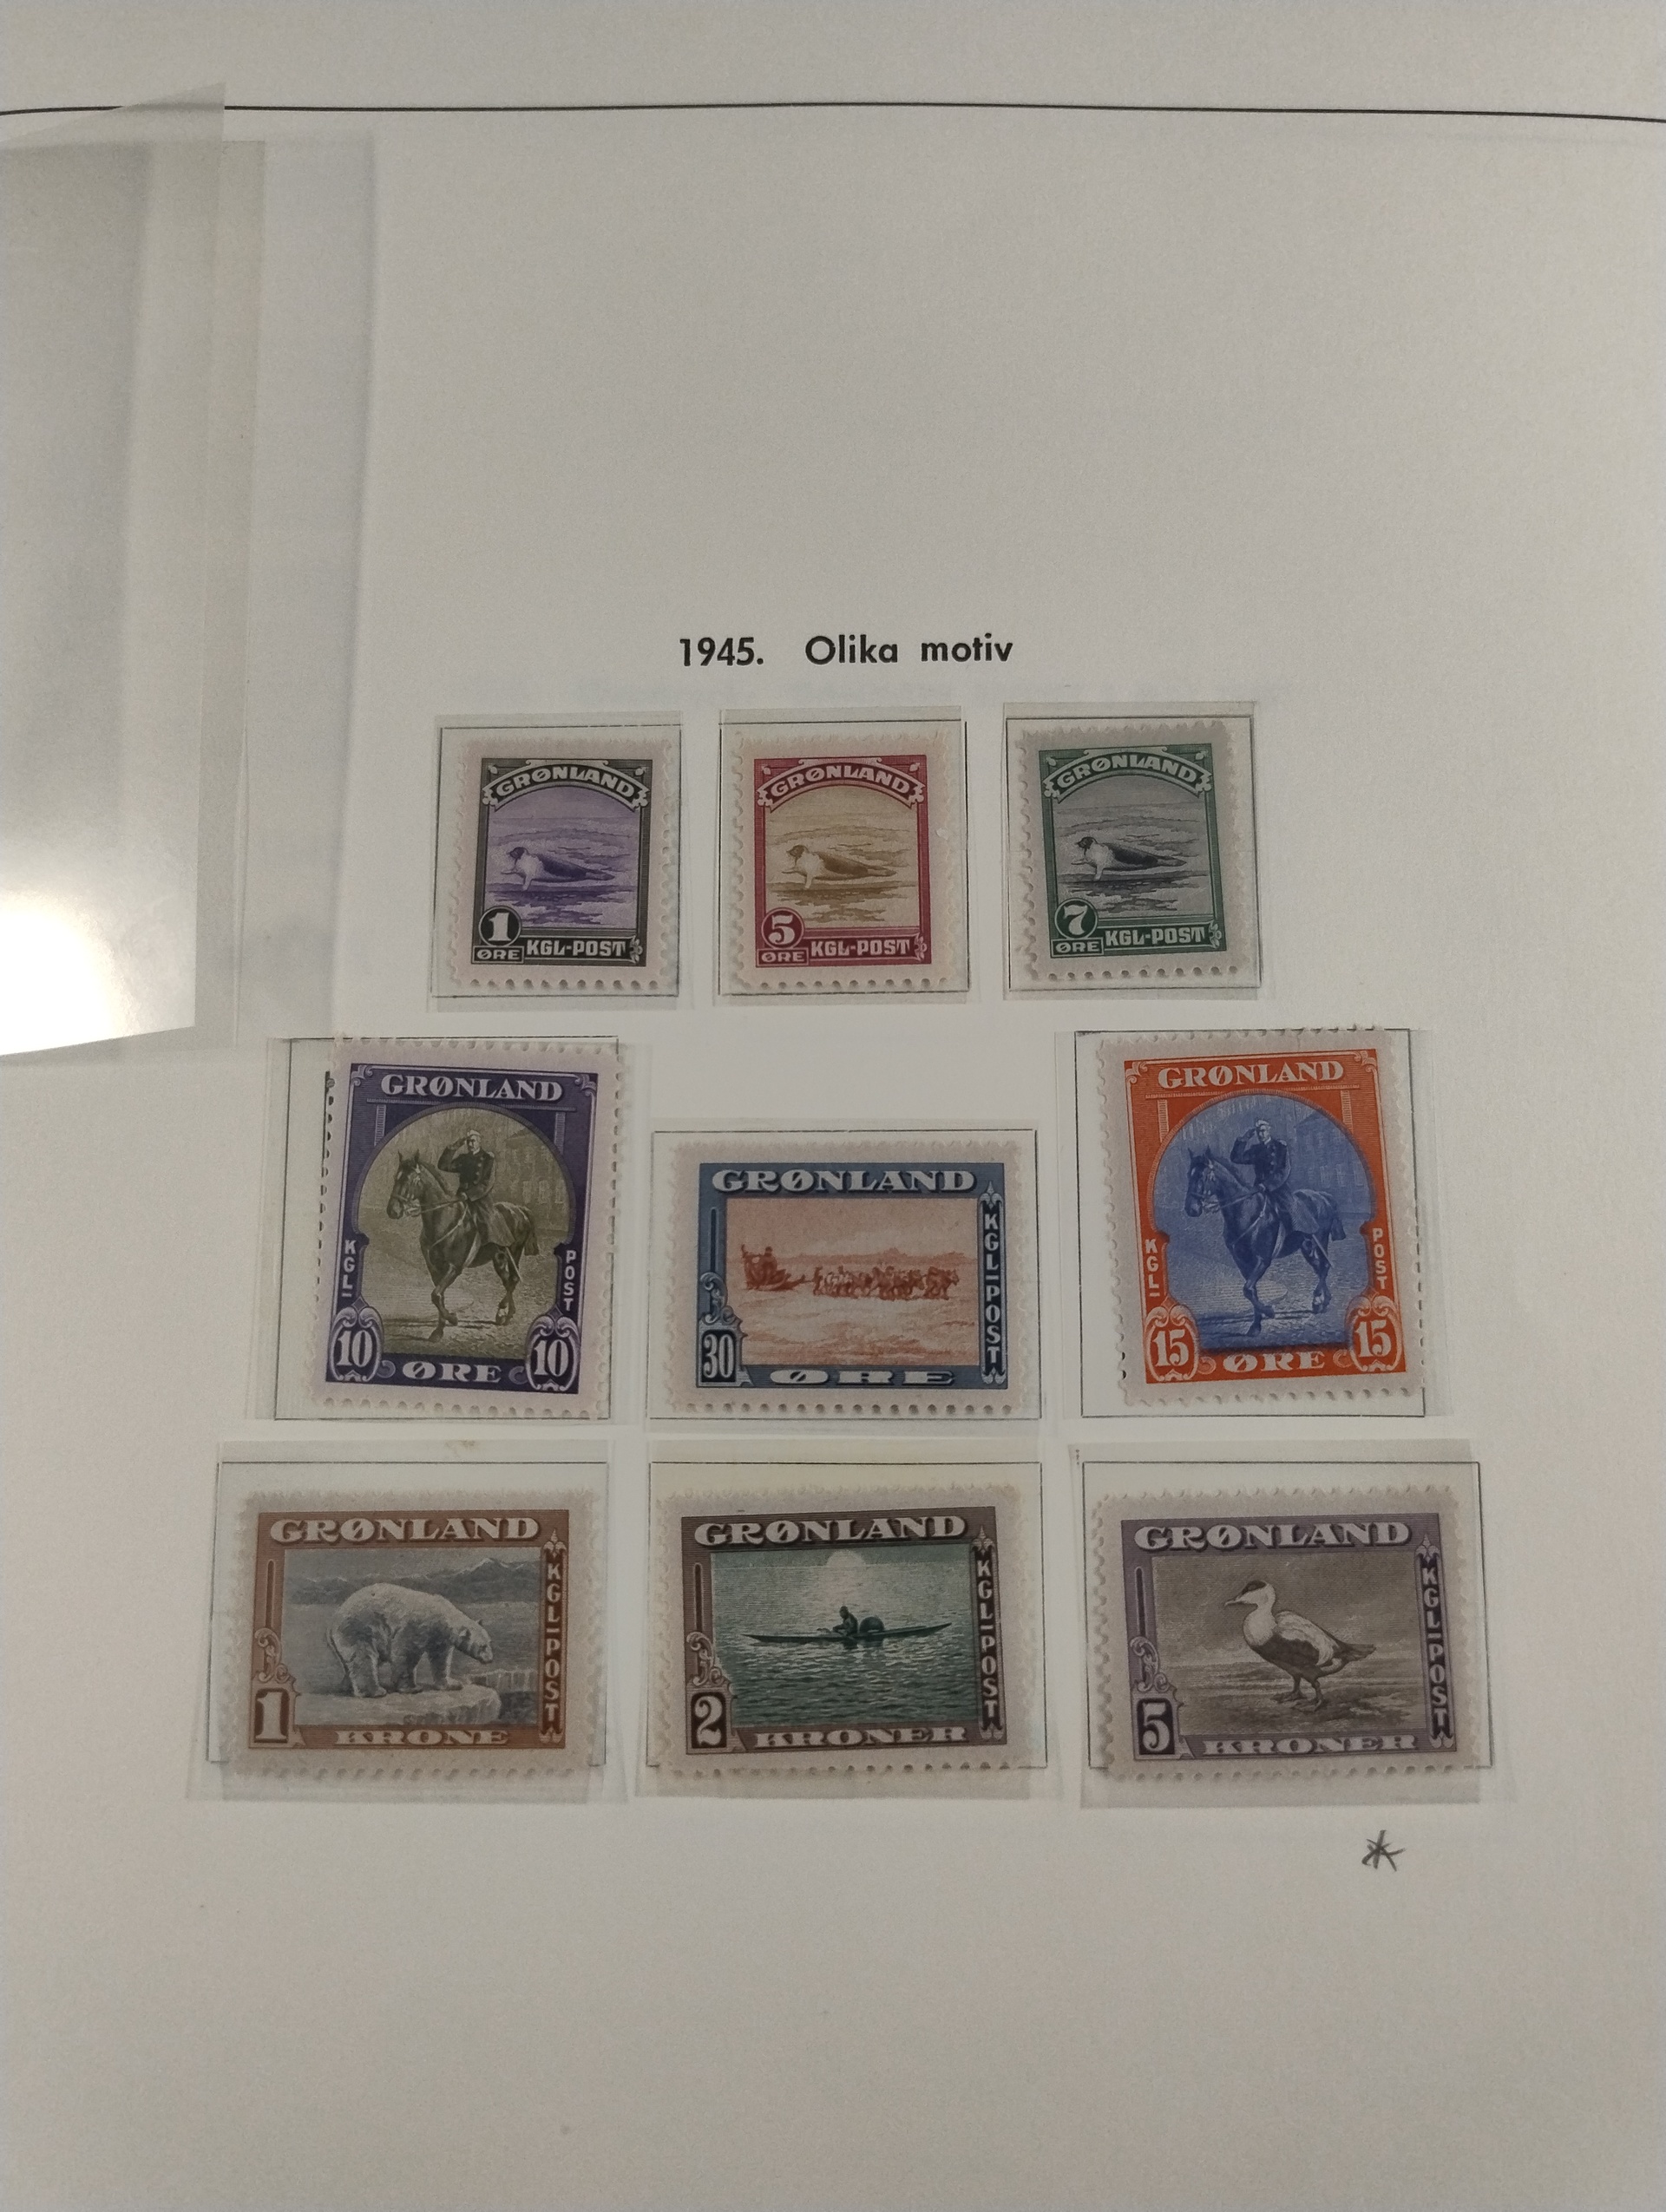 1945. Olika motiv
GRØNLAND
1
ØRE KGL-POST
GRØNLAND
5
ØRE KGL-POST
GRØNLAND
7
ØRE KGL-POST
GRØNLAND
KGL- POST
10 ØRE 10
GRØNLAND
KGL-POST
30 ØRE
GRØNLAND
KGL- POST
15 ØRE 15
GRØNLAND
KGL-POST
1 KRONE
GRØNLAND
KGL-POST
2 KRONER
GRØNLAND
KGL-POST
5 KRONER